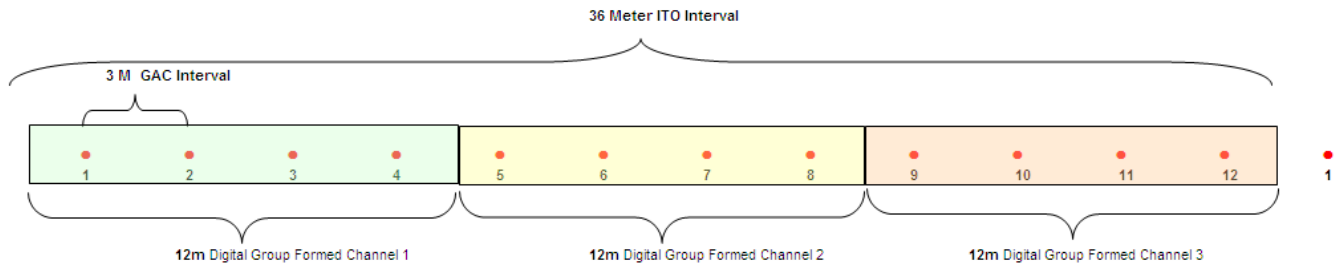 36 Meter ITO Interval
3 M GAC Interval
1 2 3 4 5 6 7 8 9 10 11 12 1
12m Digital Group Formed Channel 1 12m Digital Group Formed Channel 2 12m Digital Group Formed Channel 3